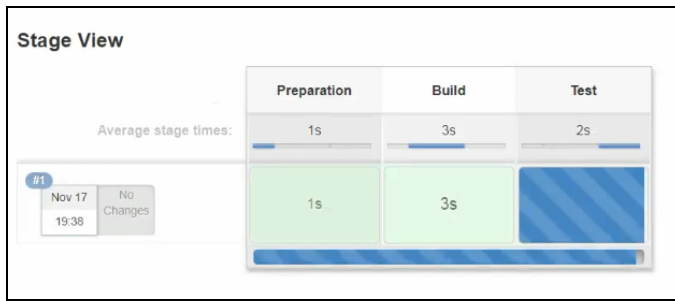 Stage View
Preparation Build Test
Average stage times: 1s 3s 2s
#1
Nov 17 No
Changes
19:38
1s 3s